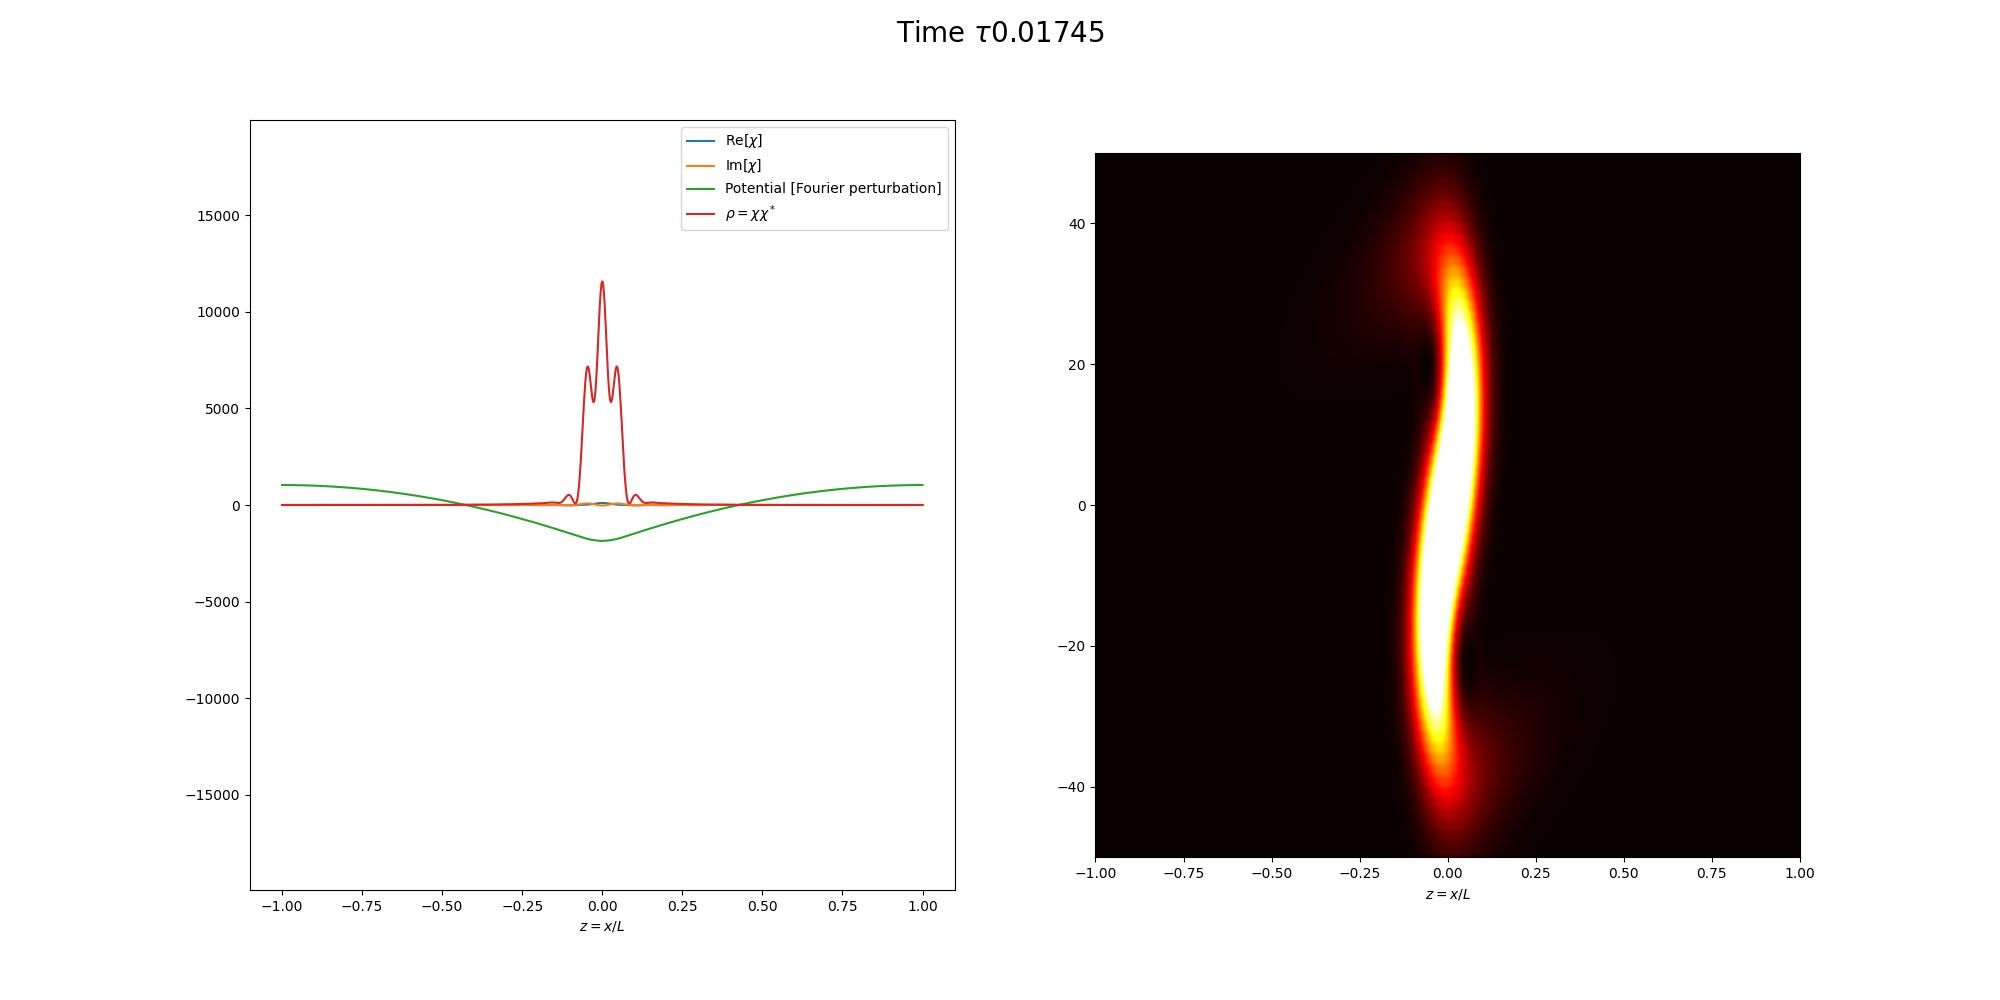 Time τ0.01745
Re[χ]
Im[χ]
Potential [Fourier perturbation]
ρ = χχ*
15000
10000
5000
0
−5000
−10000
−15000
−1.00 −0.75 −0.50 −0.25 0.00 0.25 0.50 0.75 1.00
z = x/L
40
20
0
−20
−40
−1.00 −0.75 −0.50 −0.25 0.00 0.25 0.50 0.75 1.00
z = x/L